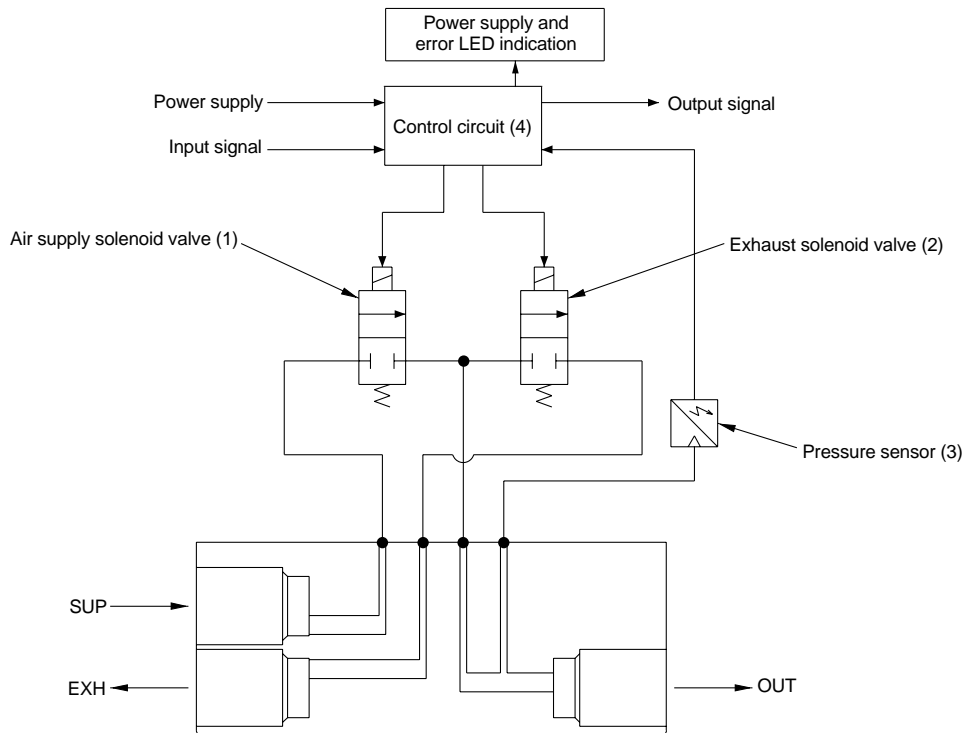 Power supply and
error LED indication
Power supply
Output signal
Control circuit (4)
Input signal
Air supply solenoid valve (1)
Exhaust solenoid valve (2)
Pressure sensor (3)
SUP
EXH
OUT